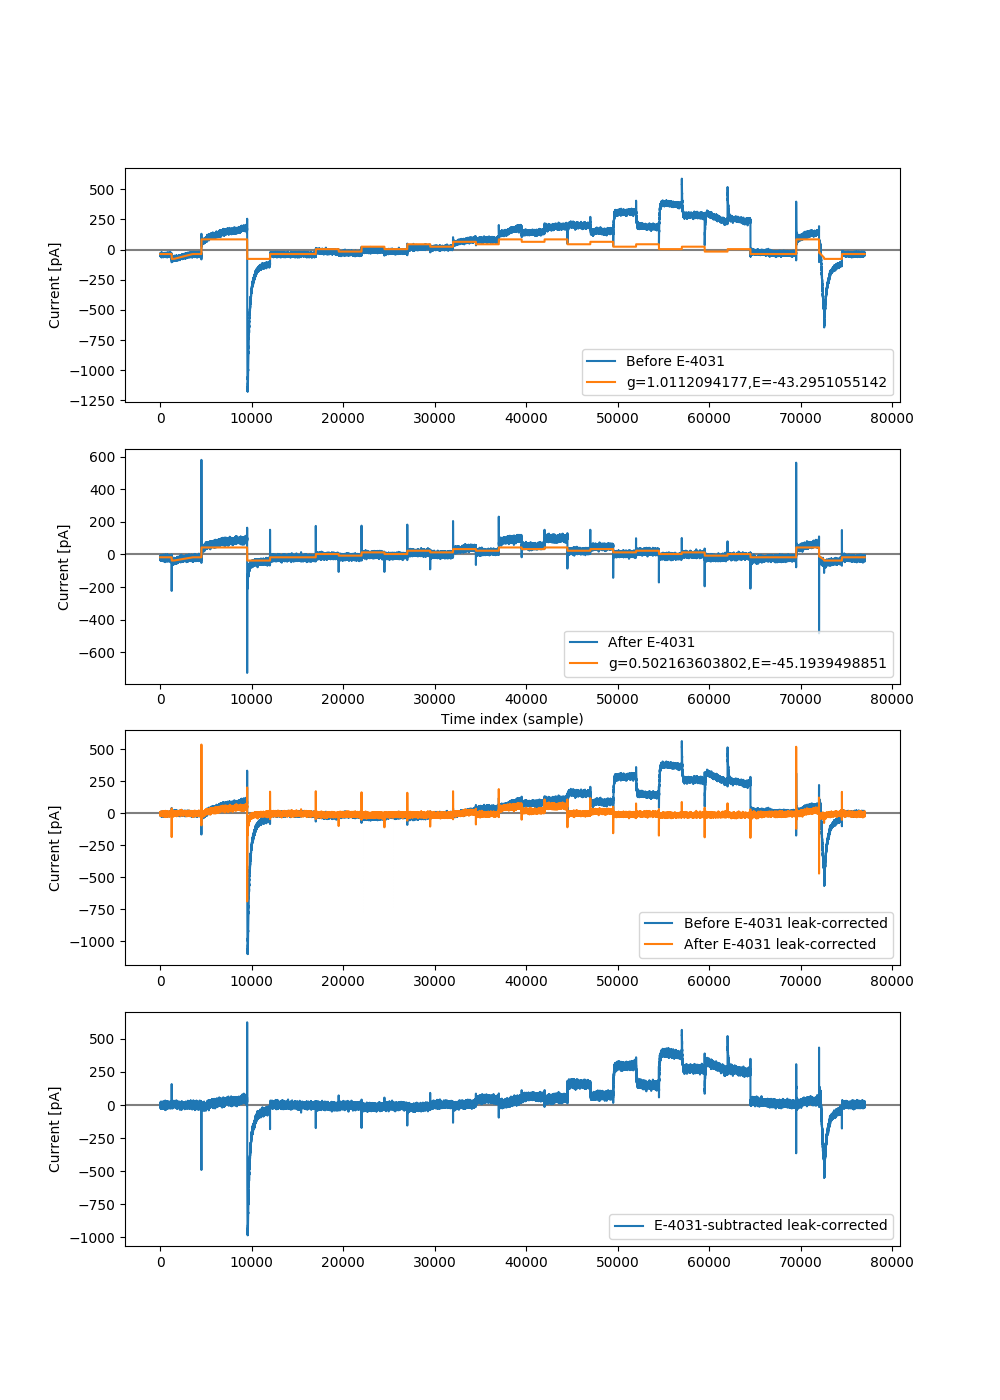 500
250
0
−250
−500
−750
−1000
−1250
Current [pA]
Before E-4031
g=1.0112094177,E=-43.2951055142
0 10000 20000 30000 40000 50000 60000 70000 80000
600
400
200
0
−200
−400
−600
Current [pA]
After E-4031
g=0.502163603802,E=-45.1939498851
0 10000 20000 30000 40000 50000 60000 70000 80000
Time index (sample)
500
250
0
−250
−500
−750
−1000
Current [pA]
Before E-4031 leak-corrected
After E-4031 leak-corrected
0 10000 20000 30000 40000 50000 60000 70000 80000
500
250
0
−250
−500
−750
−1000
Current [pA]
E-4031-subtracted leak-corrected
0 10000 20000 30000 40000 50000 60000 70000 80000